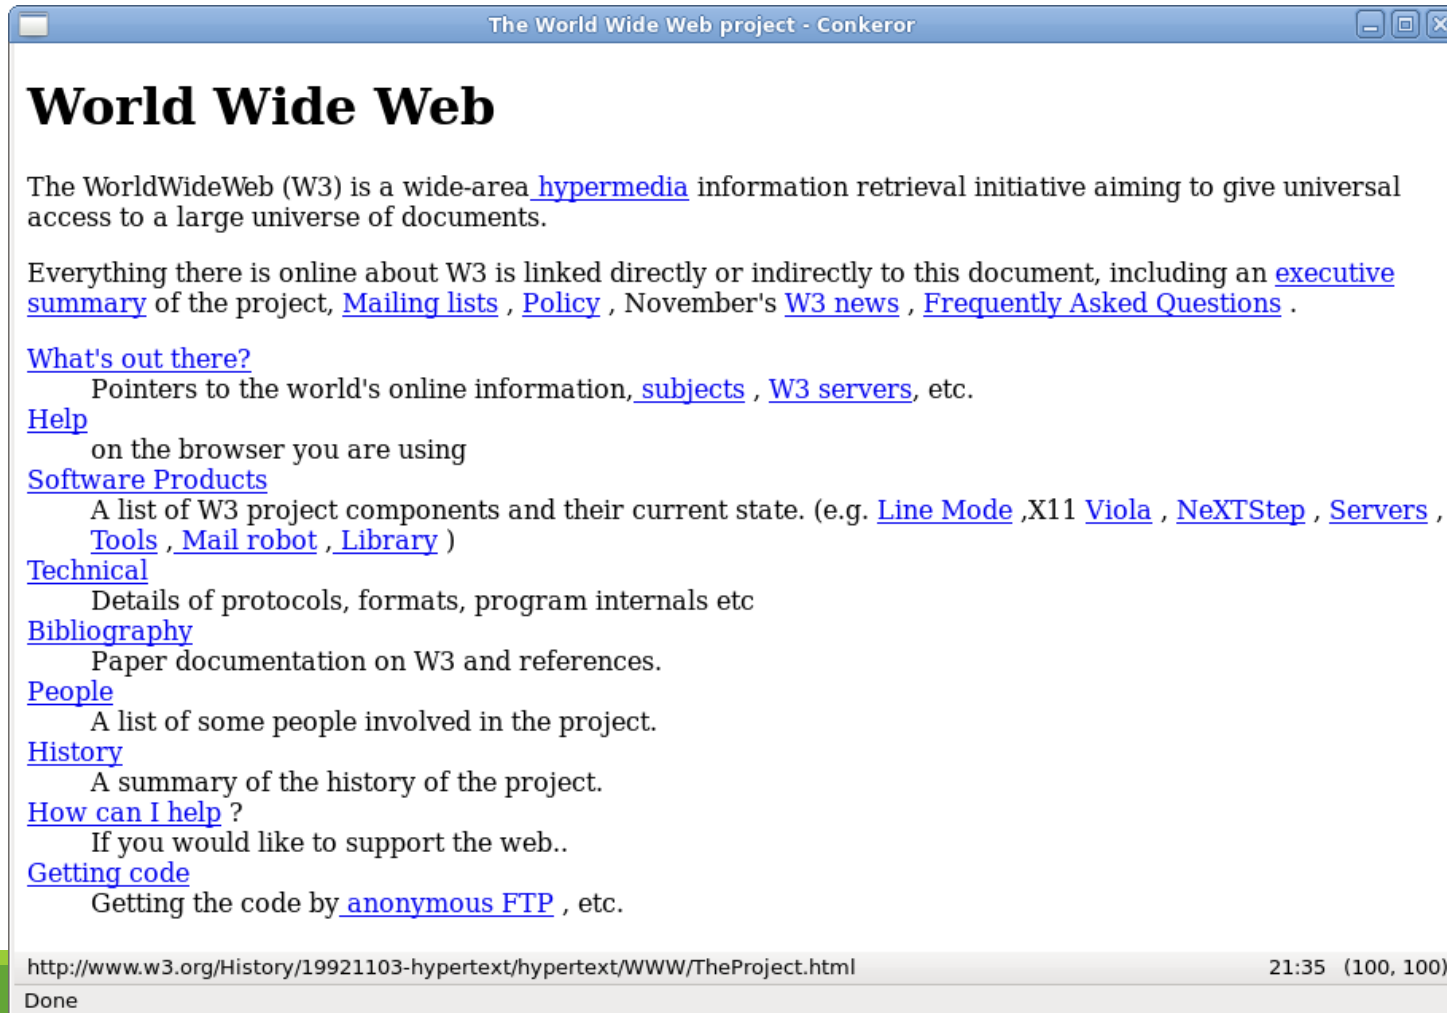 The World Wide Web project - Conkeror
World Wide Web
The WorldWideWeb (W3) is a wide-area hypermedia information retrieval initiative aiming to give universal
access to a large universe of documents.
Everything there is online about W3 is linked directly or indirectly to this document, including an executive
summary of the project, Mailing lists , Policy , November's W3 news , Frequently Asked Questions .
What's out there?
Pointers to the world's online information, subjects , W3 servers, etc.
Help
on the browser you are using
Software Products
A list of W3 project components and their current state. (e.g. Line Mode ,X11 Viola , NeXTStep , Servers ,
Tools , Mail robot , Library )
Technical
Details of protocols, formats, program internals etc
Bibliography
Paper documentation on W3 and references.
People
A list of some people involved in the project.
History
A summary of the history of the project.
How can I help ?
If you would like to support the web..
Getting code
Getting the code by anonymous FTP , etc.
http://www.w3.org/History/19921103-hypertext/hypertext/WWW/TheProject.html 21:35 (100, 100)
Done